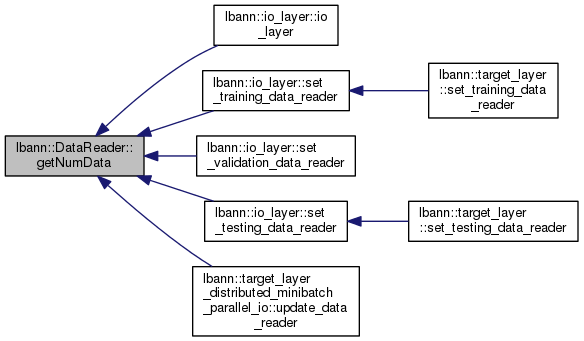 lbann::DataReader::
getNumData
lbann::io_layer::io
_layer
lbann::io_layer::set
_training_data_reader
lbann::target_layer
::set_training_data
_reader
lbann::io_layer::set
_validation_data_reader
lbann::io_layer::set
_testing_data_reader
lbann::target_layer
::set_testing_data_reader
lbann::target_layer
_distributed_minibatch
_parallel_io::update_data
_reader